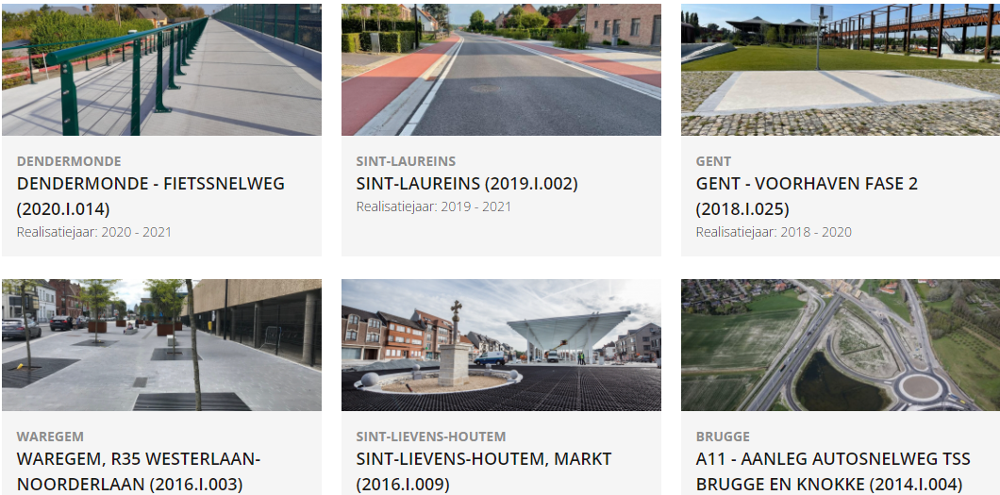 DENDERMONDE
DENDERMONDE - FIETSSNELWEG
(2020.I.014)
Realisatiejaar: 2020 - 2021
SINT-LAUREINS
SINT-LAUREINS (2019.I.002)
Realisatiejaar: 2019 - 2021
GENT
GENT - VOORHAVEN FASE 2
(2018.I.025)
Realisatiejaar: 2018 - 2020
WAREGEM
WAREGEM, R35 WESTERLAAN-
NOORDERLAAN (2016.I.003)
SINT-LIEVENS-HOUTEM
SINT-LIEVENS-HOUTEM, MARKT
(2016.I.009)
BRUGGE
A11 - AANLEG AUTOSNELWEG TSS
BRUGGE EN KNOKKE (2014.I.004)